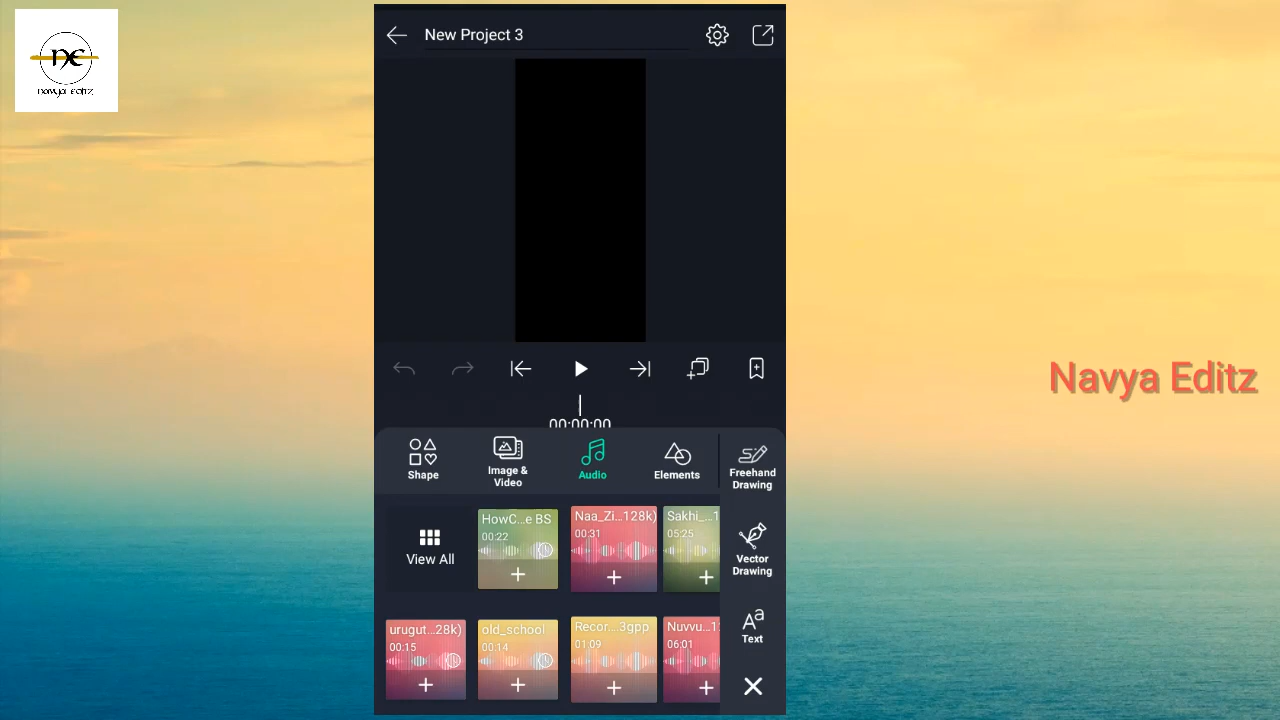 NE
NAVYA EDITZ
New Project 3
00:00:00
Shape
Image &
Video
Audio
Elements
Freehand
Drawing
View All
HowC...e BS
00:22
Naa_Zi...128k)
00:31
Sakhi_...1
05:25
Vector
Drawing
urugut...28k)
00:15
old_school
00:14
Recor...3gpp
01:09
Nuvvu...1
06:01
Aa
Text
Navya Editz